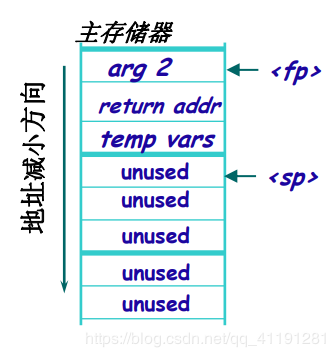 主存储器
地址减小方向
arg 2
<fp>
return addr
temp vars
unused
<sp>
unused
unused
unused
unused
https://blog.csdn.net/qq_41191281